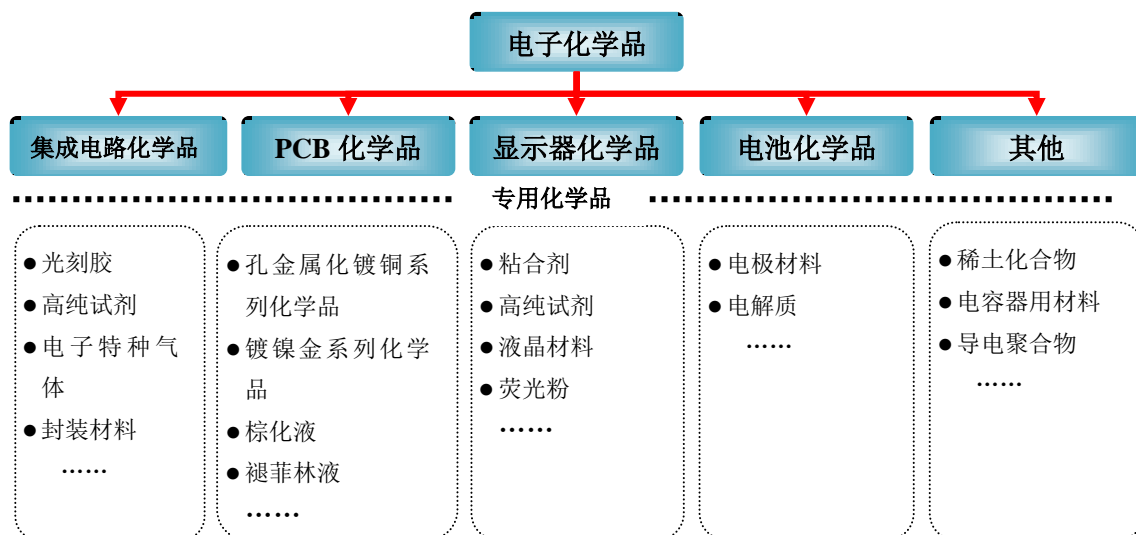 电子化学品
集成电路化学品
PCB 化学品
显示器化学品
电池化学品
其他
专用化学品
●光刻胶
●高纯试剂
●电子特种气
体
●封装材料
……
●孔金属化镀铜系
列化学品
●镀镍金系列化学
品
●棕化液
●褪菲林液
……
●粘合剂
●高纯试剂
●液晶材料
●荧光粉
……
●电极材料
●电解质
……
●稀土化合物
●电容器用材料
●导电聚合物
……